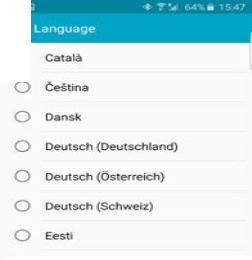 64% 15:47
Language
Català
Čeština
Dansk
Deutsch (Deutschland)
Deutsch (Österreich)
Deutsch (Schweiz)
Eesti